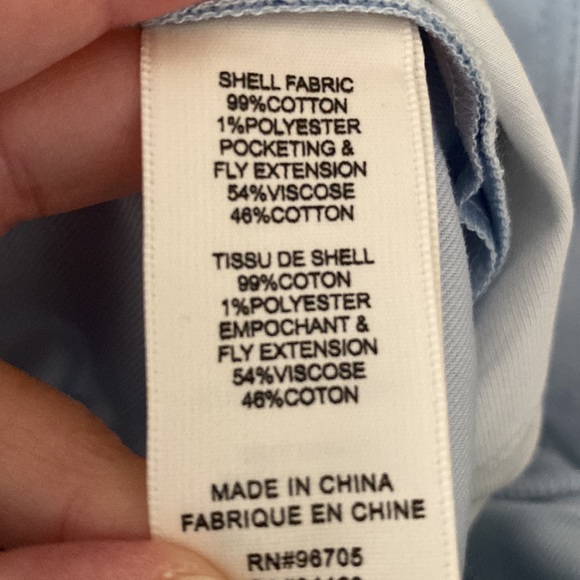 SHELL FABRIC
99%COTTON
1%POLYESTER
POCKETING &
FLY EXTENSION
54%VISCOSE
46%COTTON
TISSU DE SHELL
99%COTON
1%POLYESTER
EMPOCHANT &
FLY EXTENSION
54%VISCOSE
46%COTON
MADE IN CHINA
FABRIQUE EN CHINE
RN#96705